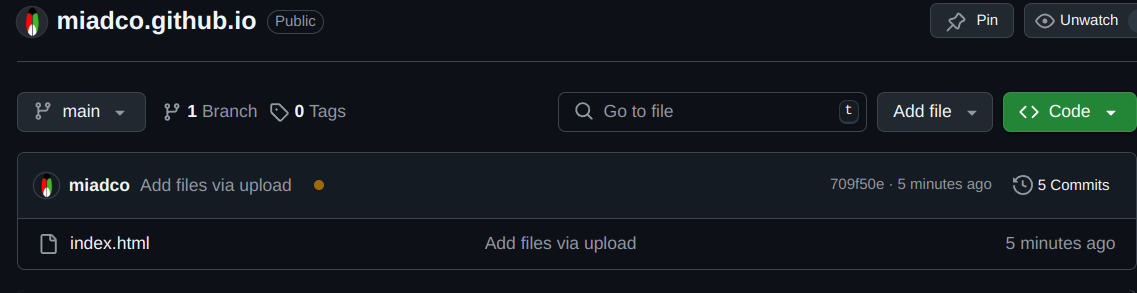 miadco.github.io Public Pin Unwatch
main 1 Branch 0 Tags Go to file t Add file Code
miadco Add files via upload 709f50e · 5 minutes ago 5 Commits
index.html Add files via upload 5 minutes ago